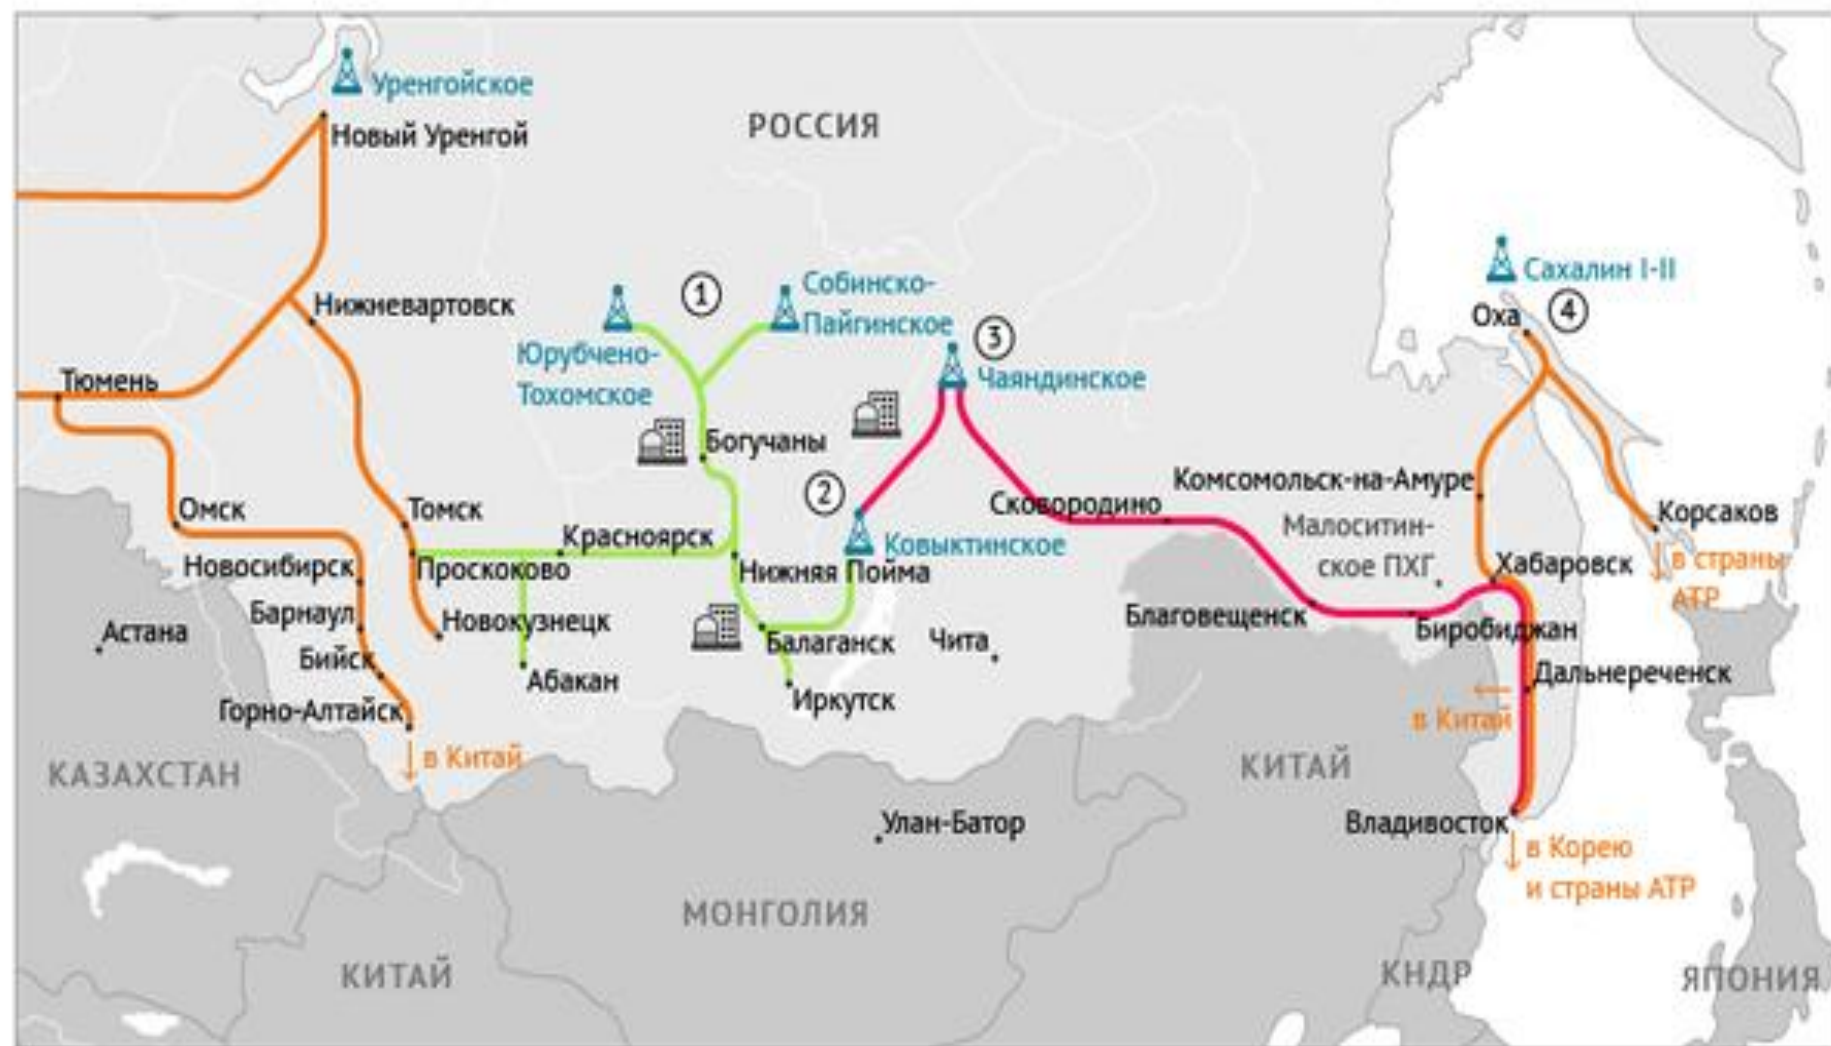 Уренгойское
Новый Уренгой
РОССИЯ
Нижневартовск
1
Собинско-
Пайгинское
3
Чаяндинское
Юрубчено-
Тохомское
Сахалин I-II
Оха
4
Тюмень
Богучаны
2
Ковыктинское
Омск
Томск
Красноярск
Сковородино
Комсомольск-на-Амуре
Малоситин-
ское ПХГ
Корсаков
в страны
АТР
Новосибирск
Проскоково
Нижняя Пойма
Хабаровск
Барнаул
Новокузнецк
Астана
Бийск
Абакан
Балаганск
Чита
Благовещенск
Биробиджан
Горно-Алтайск
Иркутск
Дальнереченск
в Китай
в Китай
КАЗАХСТАН
КИТАЙ
Улан-Батор
Владивосток
в Корею
и страны АТР
МОНГОЛИЯ
КИТАЙ
КНДР
ЯПОНИЯ